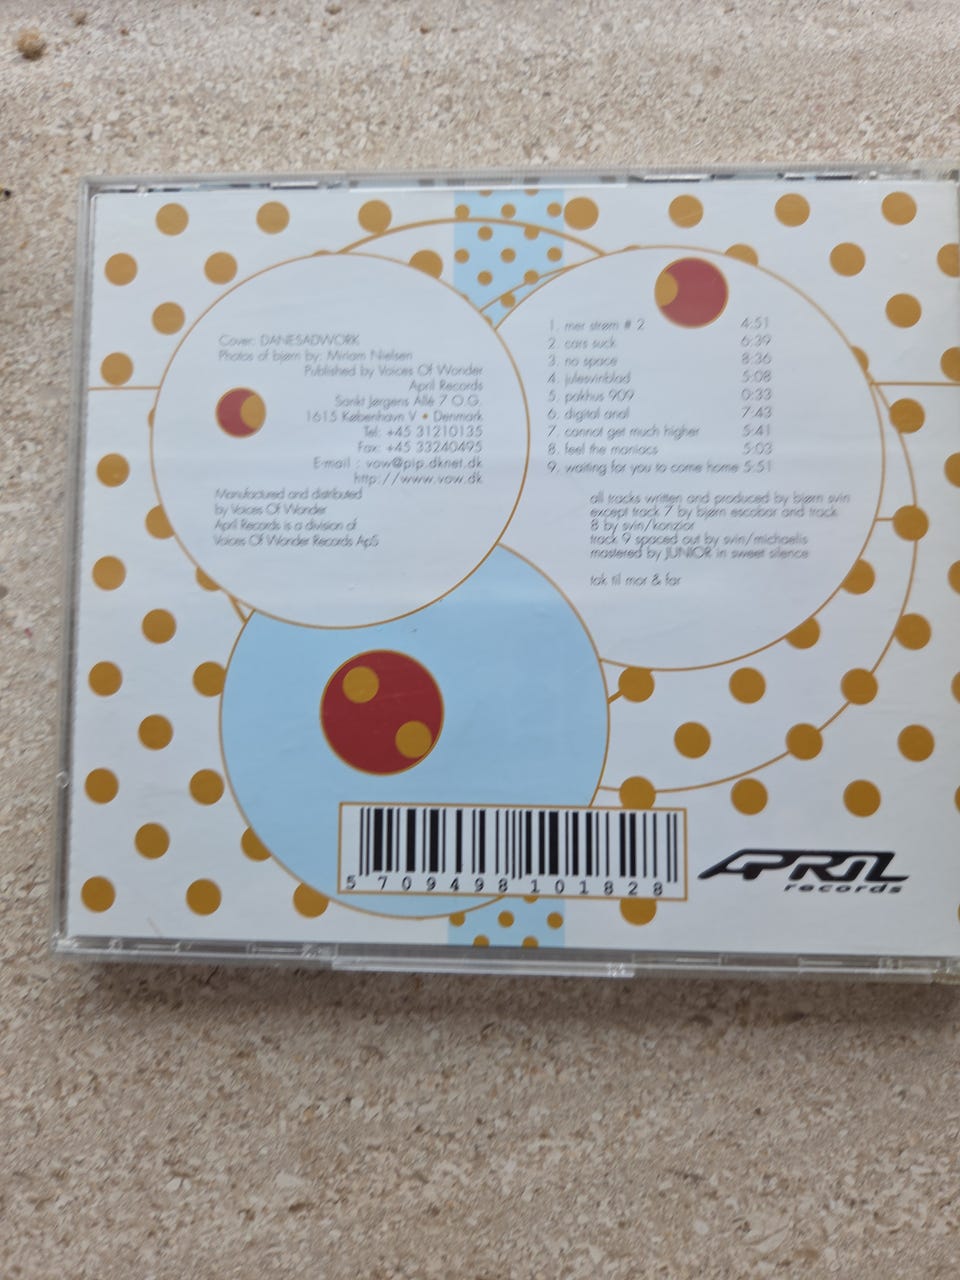 Cover: DANESADWORK
Photos of bjørn by: Miriam Nielsen
Published by Voices Of Wonder
April Records
Sankt Jørgens Allé 7 O.G.
1615 København V • Denmark
Tel: +45 31210135
Fax: +45 33240495
E-mail : vow@pip.dknet.dk
http://www.vow.dk
Manufactured and distributed
by Voices Of Wonder
April Records is a division of
Voices Of Wonder Records ApS
1. mer strøm # 2 4:51
2. cars suck 6:39
3. no space 8:36
4. julesvinblad 5:08
5. pakhus 909 0:33
6. digital anal 7:43
7. cannot get much higher 5:41
8. feel the maniacs 5:03
9. waiting for you to come home 5:51
all tracks written and produced by bjørn svin
except track 7 by bjørn escobar and track
8 by svin/konzior
track 9 spaced out by svin/michaelis
mastered by JUNIOR in sweet silence
tak til mor & far
5 709498 101828
APRIL
records